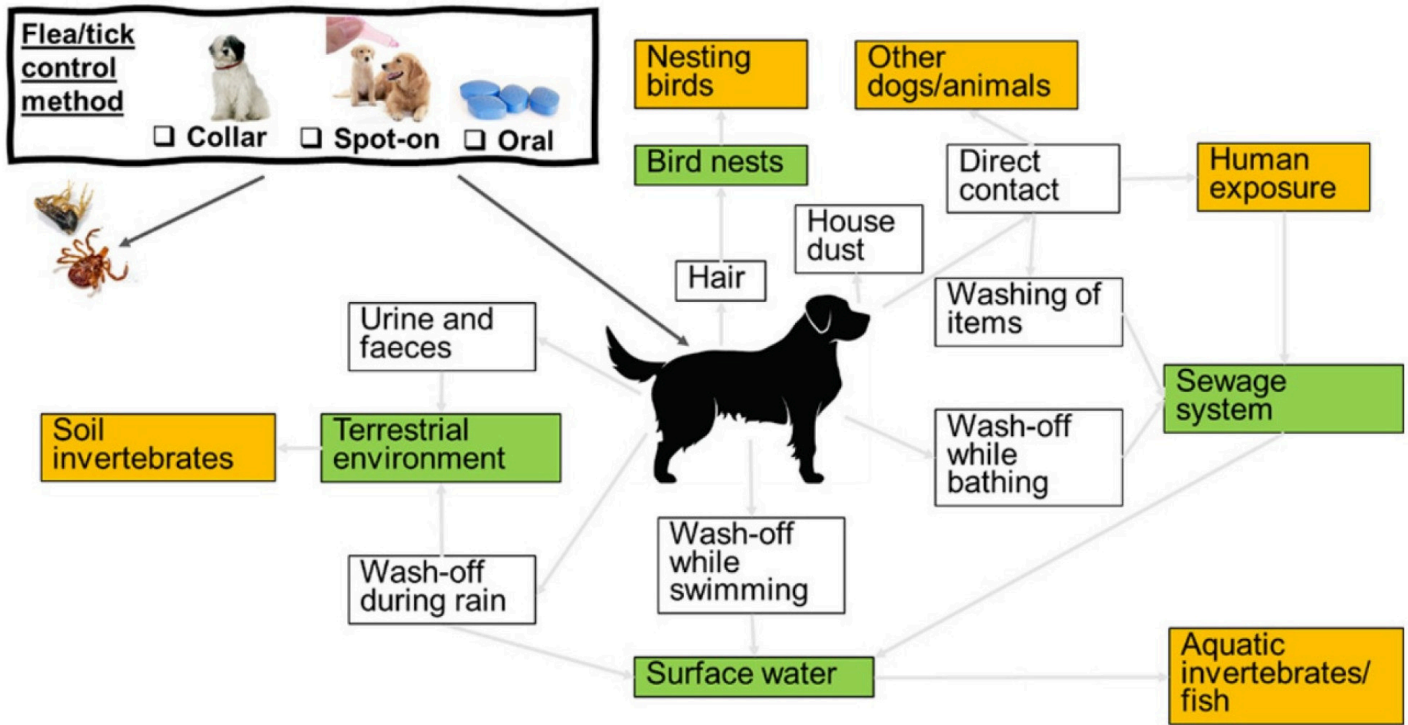 Flea/tick
control
method
❑ Collar
❑ Spot-on
❑ Oral
Nesting
birds
Other
dogs/animals
Bird nests
Direct
contact
Human
exposure
House
dust
Hair
Washing of
items
Urine and
faeces
Sewage
system
Soil
invertebrates
Terrestrial
environment
Wash-off
while
bathing
Wash-off
while
swimming
Wash-off
during rain
Surface water
Aquatic
invertebrates/
fish